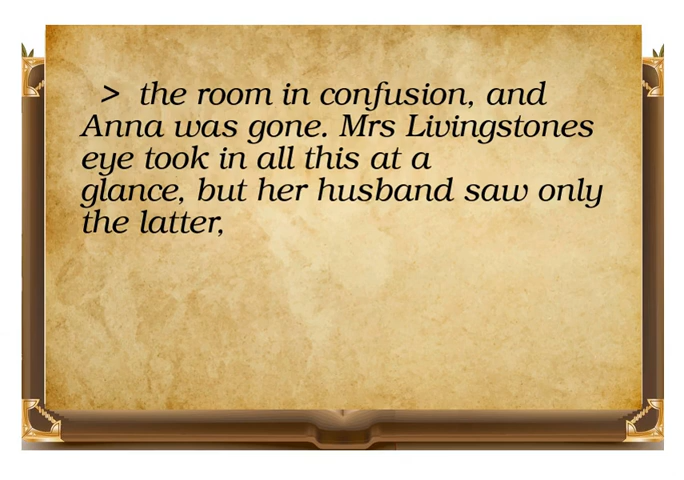 > the room in confusion, and
Anna was gone. Mrs Livingstones
eye took in all this at a
glance, but her husband saw only
the latter,